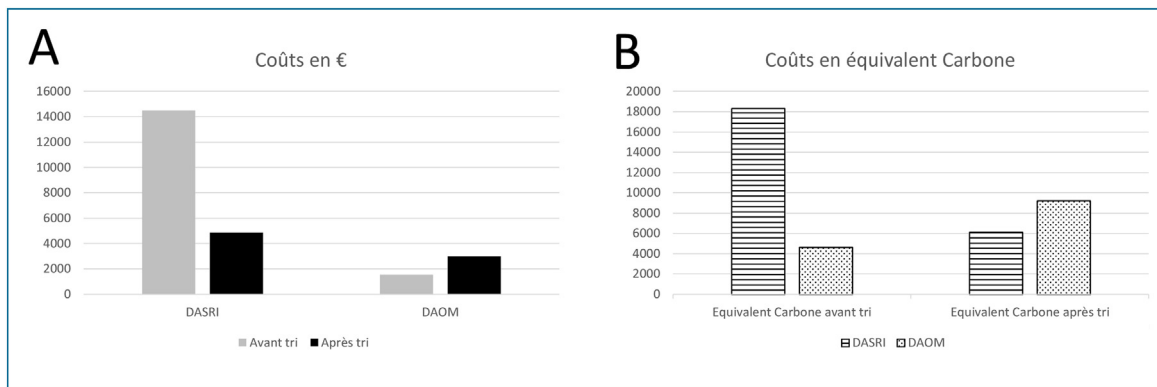 A
Coûts en €
16000
14000
12000
10000
8000
6000
4000
2000
0
DASRI
DAOM
Avant tri
Après tri
B
Coûts en équivalent Carbone
20000
18000
16000
14000
12000
10000
8000
6000
4000
2000
0
Equivalent Carbone avant tri
Equivalent Carbone après tri
DASRI
DAOM